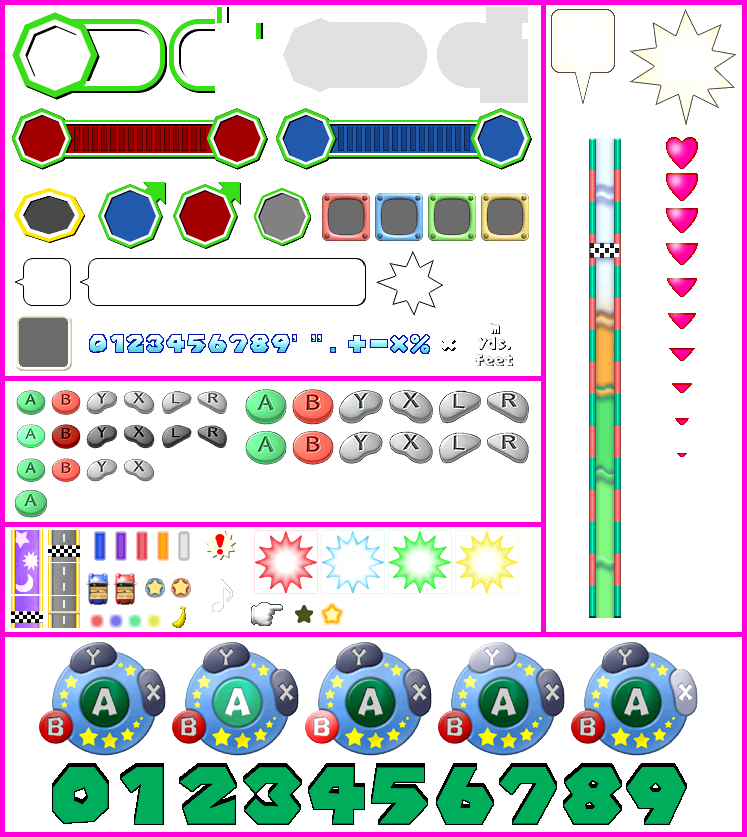 0123456789' ". +-×% ×
m
yds.
feet
A B Y X L R
A B Y X L R
A B Y X L R
A B Y X L R
A B Y X
A
!
Y X A B
Y X A B
Y X A B
Y X A B
Y X A B
0123456789